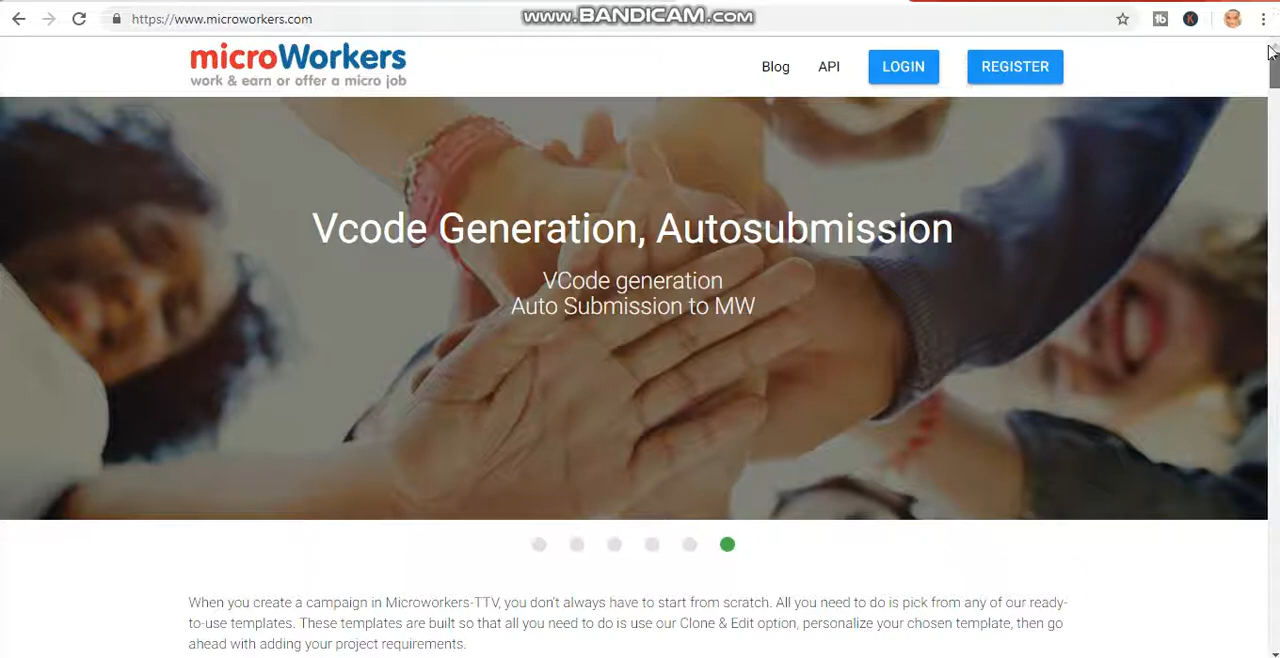 https://www.microworkers.com
www.BANDICAM.com
microWorkers
work & earn or offer a micro job
Blog
API
LOGIN
REGISTER
Vcode Generation, Autosubmission
VCode generation
Auto Submission to MW
When you create a campaign in Microworkers-TTV, you don't always have to start from scratch. All you need to do is pick from any of our ready-
to-use templates. These templates are built so that all you need to do is use our Clone & Edit option, personalize your chosen template, then go
ahead with adding your project requirements.